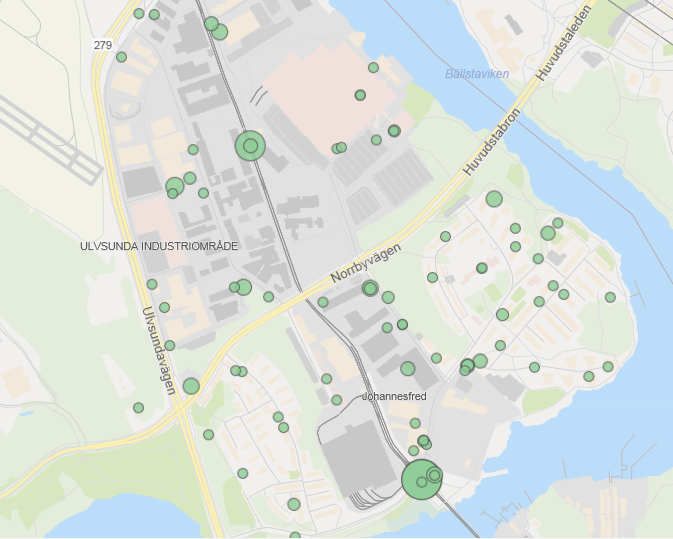 Huvudstaleden
279
Bällstaviken
Huvudstabron
ULVSUNDA INDUSTRIOMRÅDE
Norrbyvägen
Ulvsundavägen
Johannesfred